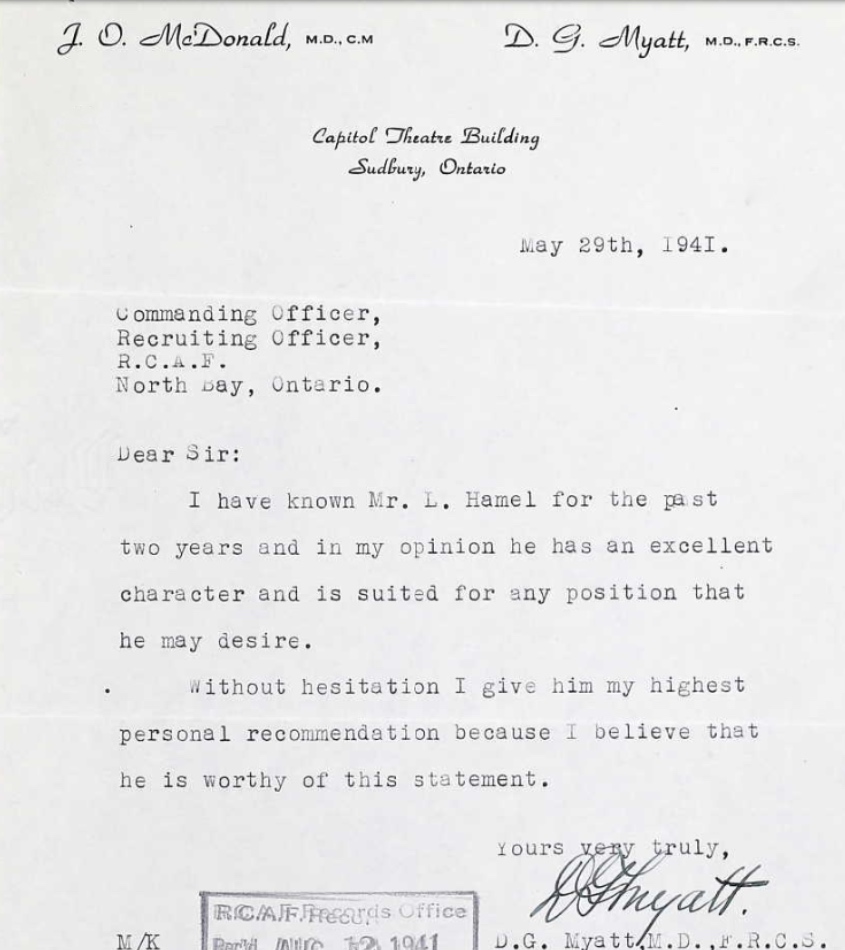 J. O. McDonald, M.D., C.M
D. G. Myatt, M.D., F.R.C.S.
Capitol Theatre Building
Sudbury, Ontario
May 29th, 1941.
Commanding Officer,
Recruiting Officer,
R.C.A.F.
North Bay, Ontario.
Dear Sir:
I have known Mr. L. Hamel for the past
two years and in my opinion he has an excellent
character and is suited for any position that
he may desire.
Without hesitation I give him my highest
personal recommendation because I believe that
he is worthy of this statement.
Yours very truly,
D G Myatt.
R.C.A.F. Records Office
Rec'd AUG 12 1941
M/K
D.G. Myatt, M.D., F.R.C.S.